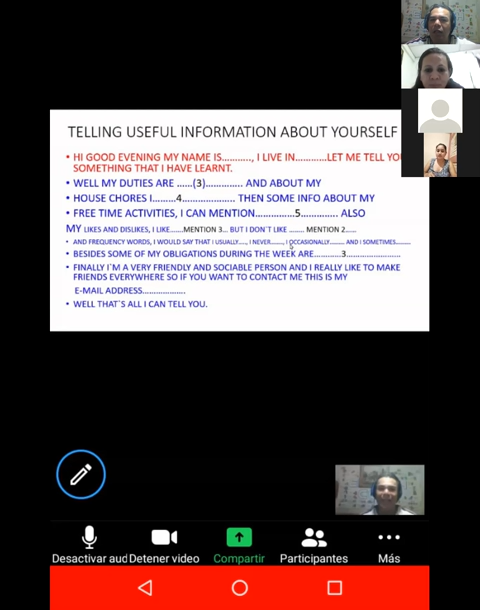 TELLING USEFUL INFORMATION ABOUT YOURSELF
• HI GOOD EVENING MY NAME IS……….., I LIVE IN…………LET ME TELL YOU
SOMETHING THAT I HAVE LEARNT.
• WELL MY DUTIES ARE ……(3)………….. AND ABOUT MY
• HOUSE CHORES I……4……………….. THEN SOME INFO ABOUT MY
• FREE TIME ACTIVITIES, I CAN MENTION……………5………….. ALSO
MY LIKES AND DISLIKES, I LIKE…….MENTION 3… BUT I DON´T LIKE …….. MENTION 2……
• AND FREQUENCY WORDS, I WOULD SAY THAT I USUALLY……, I NEVER………, I OCCASIONALLY……… AND I SOMETIMES………
• BESIDES SOME OF MY OBLIGATIONS DURING THE WEEK ARE…………3…………………..
• FINALLY I´M A VERY FRIENDLY AND SOCIABLE PERSON AND I REALLY LIKE TO MAKE
FRIENDS EVERYWHERE SO IF YOU WANT TO CONTACT ME THIS IS MY
E-MAIL ADDRESS……………..
• WELL THAT´S ALL I CAN TELL YOU.
Desactivar aud Detener video Compartir Participantes Más